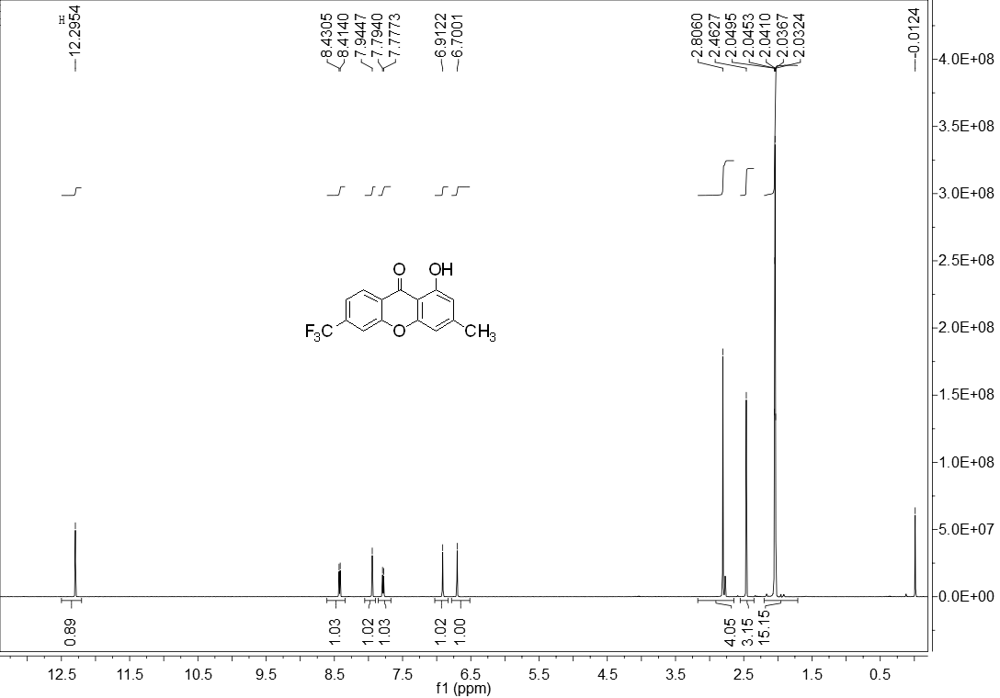 H
12.2954
8.4305
8.4140
7.9447
7.7940
7.7773
6.9122
6.7001
2.8060
2.4627
2.0495
2.0453
2.0410
2.0367
2.0324
-0.0124
4.0E+08
3.5E+08
3.0E+08
2.5E+08
2.0E+08
1.5E+08
1.0E+08
5.0E+07
0.0E+00
O
OH
F3C
O
CH3
0.89
1.03
1.02
1.03
1.02
1.00
4.05
3.15
15.15
12.5 11.5 10.5 9.5 8.5 7.5 6.5 5.5 4.5 3.5 2.5 1.5 0.5
f1 (ppm)